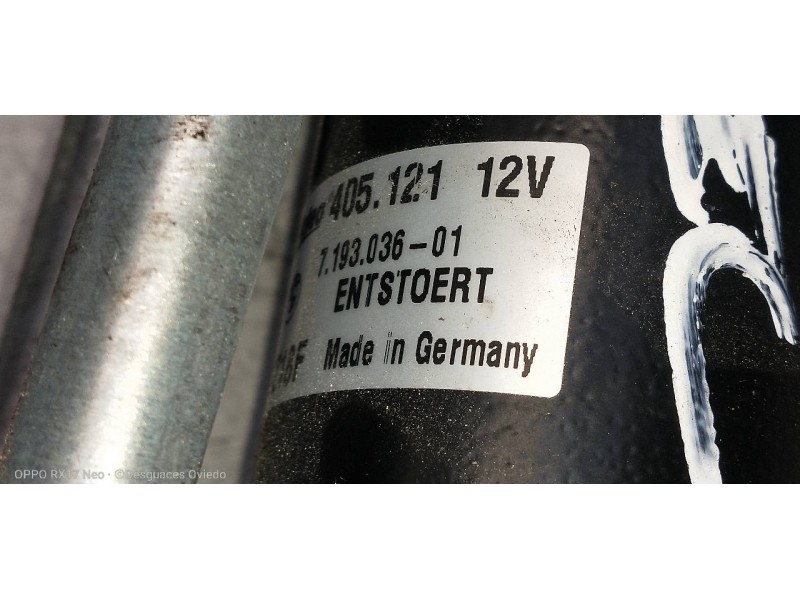 405.121 12V
7.193.036-01
ENTSTOERT
Made in Germany
OPPO RX17 Neo · ©Desguaces Oviedo